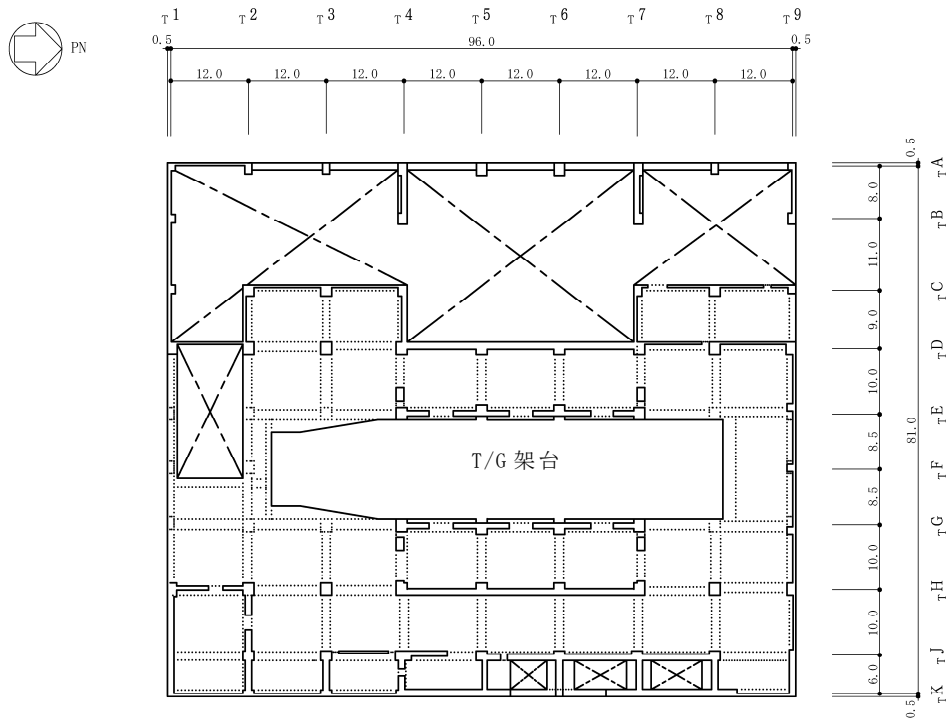 T1 T2 T3 T4 T5 T6 T7 T8 T9
PN
0.5 96.0 0.5
12.0 12.0 12.0 12.0 12.0 12.0 12.0 12.0
0.5
TA
8.0
TB
11.0
TC
9.0
TD
10.0
TE
81.0
8.5
TF
T/G 架台
8.5
TG
10.0
TH
10.0
TJ
6.0
TK
0.5